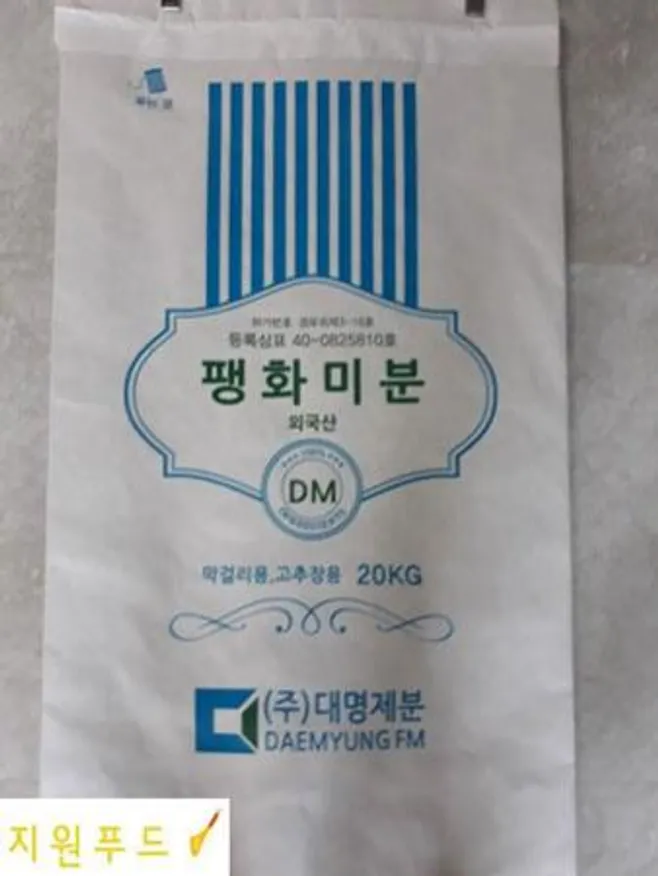 등록상표 40-0825810호
팽화미분
외국산
DM
막걸리용,고추장용 20KG
(주)대명제분
DAEMYUNG FM
지원푸드